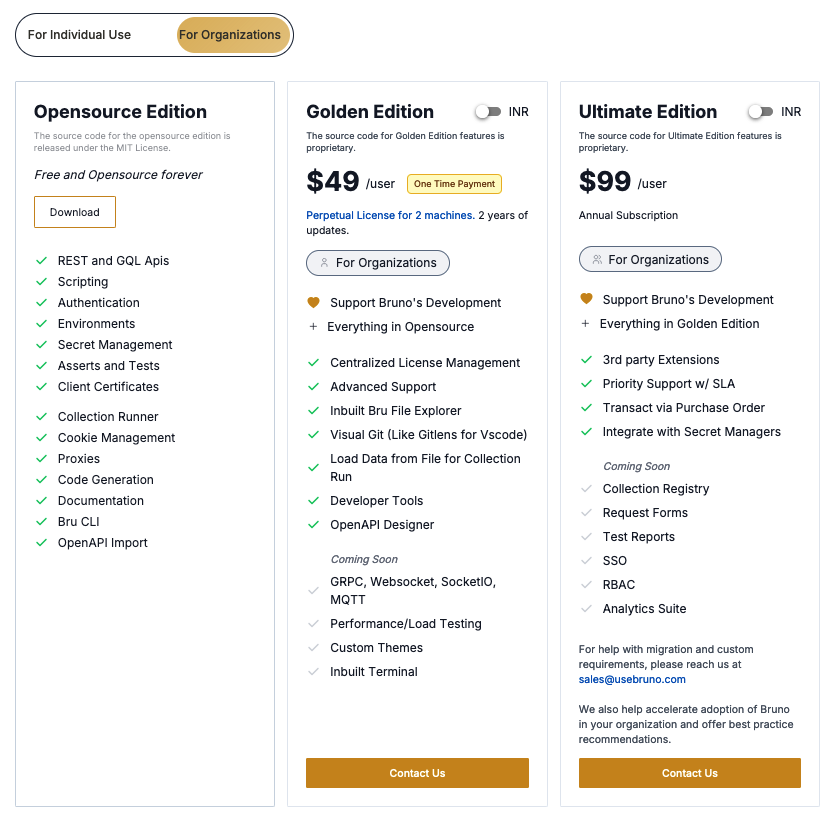 For Individual Use
For Organizations
Opensource Edition
The source code for the opensource edition is
released under the MIT License.
Free and Opensource forever
Download
REST and GQL Apis
Scripting
Authentication
Environments
Secret Management
Asserts and Tests
Client Certificates
Collection Runner
Cookie Management
Proxies
Code Generation
Documentation
Bru CLI
OpenAPI Import
Golden Edition
INR
The source code for Golden Edition features is
proprietary.
$49 /user
One Time Payment
Perpetual License for 2 machines. 2 years of
updates.
For Organizations
Support Bruno's Development
+ Everything in Opensource
Centralized License Management
Advanced Support
Inbuilt Bru File Explorer
Visual Git (Like Gitlens for Vscode)
Load Data from File for Collection
Run
Developer Tools
OpenAPI Designer
Coming Soon
GRPC, Websocket, SocketIO,
MQTT
Performance/Load Testing
Custom Themes
Inbuilt Terminal
Contact Us
Ultimate Edition
INR
The source code for Ultimate Edition features is
proprietary.
$99 /user
Annual Subscription
For Organizations
Support Bruno's Development
+ Everything in Golden Edition
3rd party Extensions
Priority Support w/ SLA
Transact via Purchase Order
Integrate with Secret Managers
Coming Soon
Collection Registry
Request Forms
Test Reports
SSO
RBAC
Analytics Suite
For help with migration and custom
requirements, please reach us at
sales@usebruno.com
We also help accelerate adoption of Bruno
in your organization and offer best practice
recommendations.
Contact Us